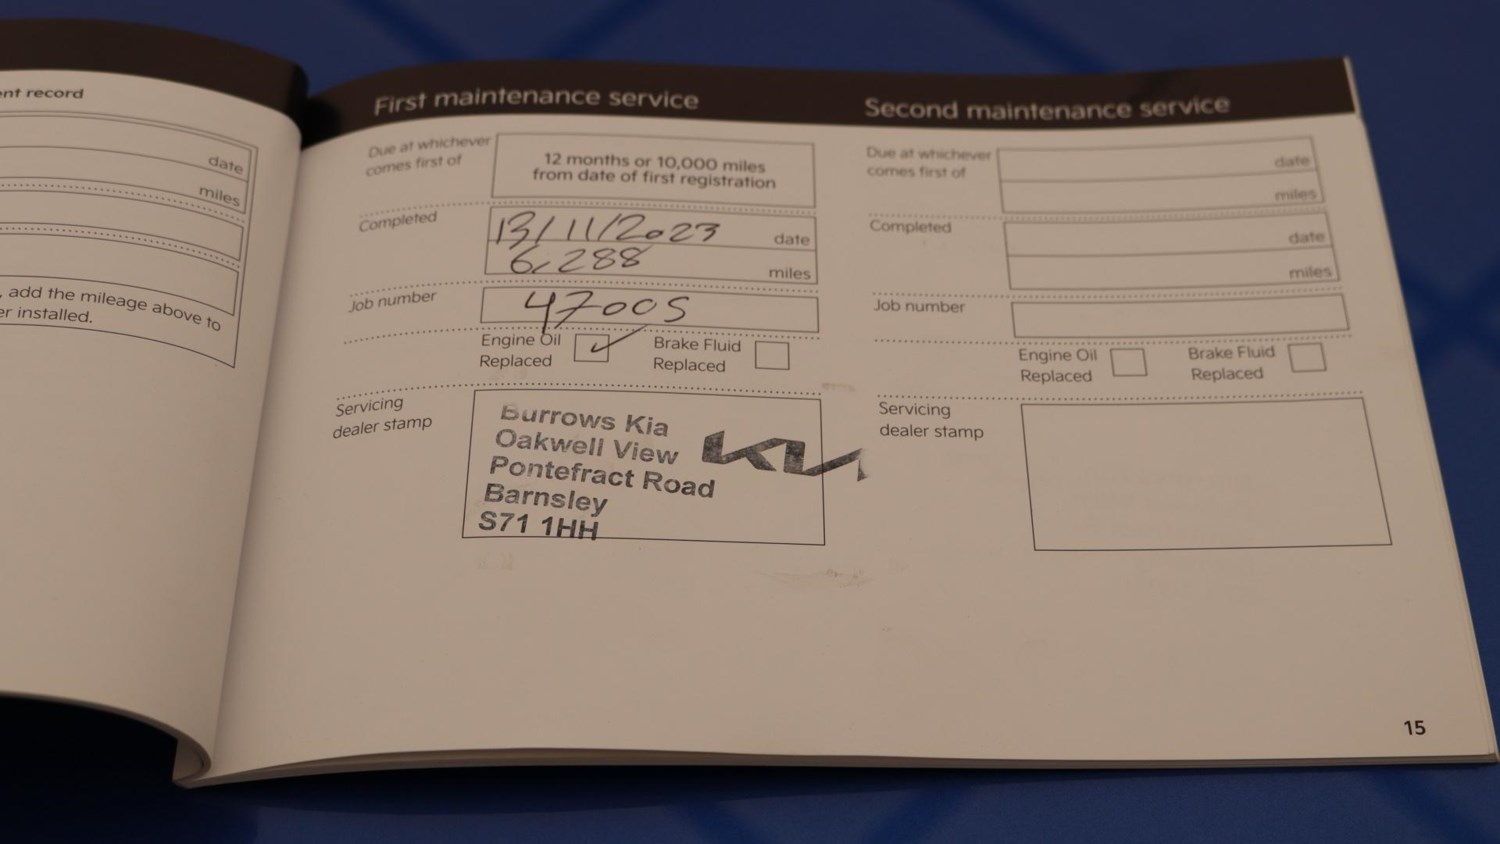 nt record
date
miles
, add the mileage above to
er installed.
First maintenance service
Due at whichever
comes first of
12 months or 10,000 miles
from date of first registration
Completed
13/11/2023
date
6,288
miles
Job number
47005
Engine Oil
Replaced
Brake Fluid
Replaced
Servicing
dealer stamp
Burrows Kia
Oakwell View
Pontefract Road
Barnsley
S71 1HH
KIA
Second maintenance service
Due at whichever
comes first of
date
miles
Completed
date
miles
Job number
Engine Oil
Replaced
Brake Fluid
Replaced
Servicing
dealer stamp
15